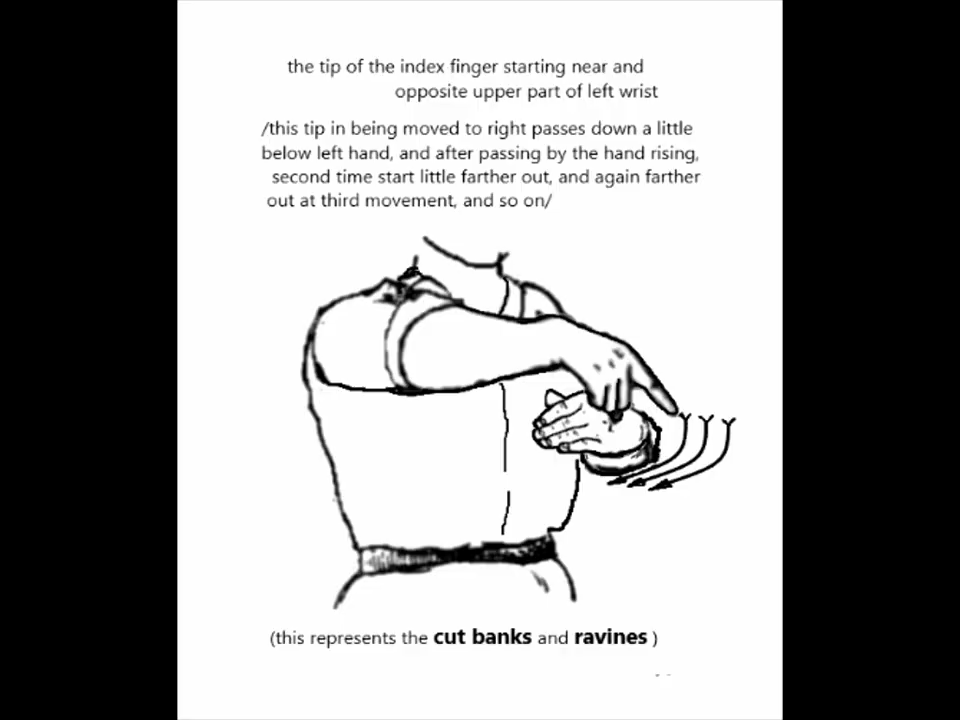 the tip of the index finger starting near and
opposite upper part of left wrist
/this tip in being moved to right passes down a little
below left hand, and after passing by the hand rising,
second time start little farther out, and again farther
out at third movement, and so on/
(this represents the cut banks and ravines )